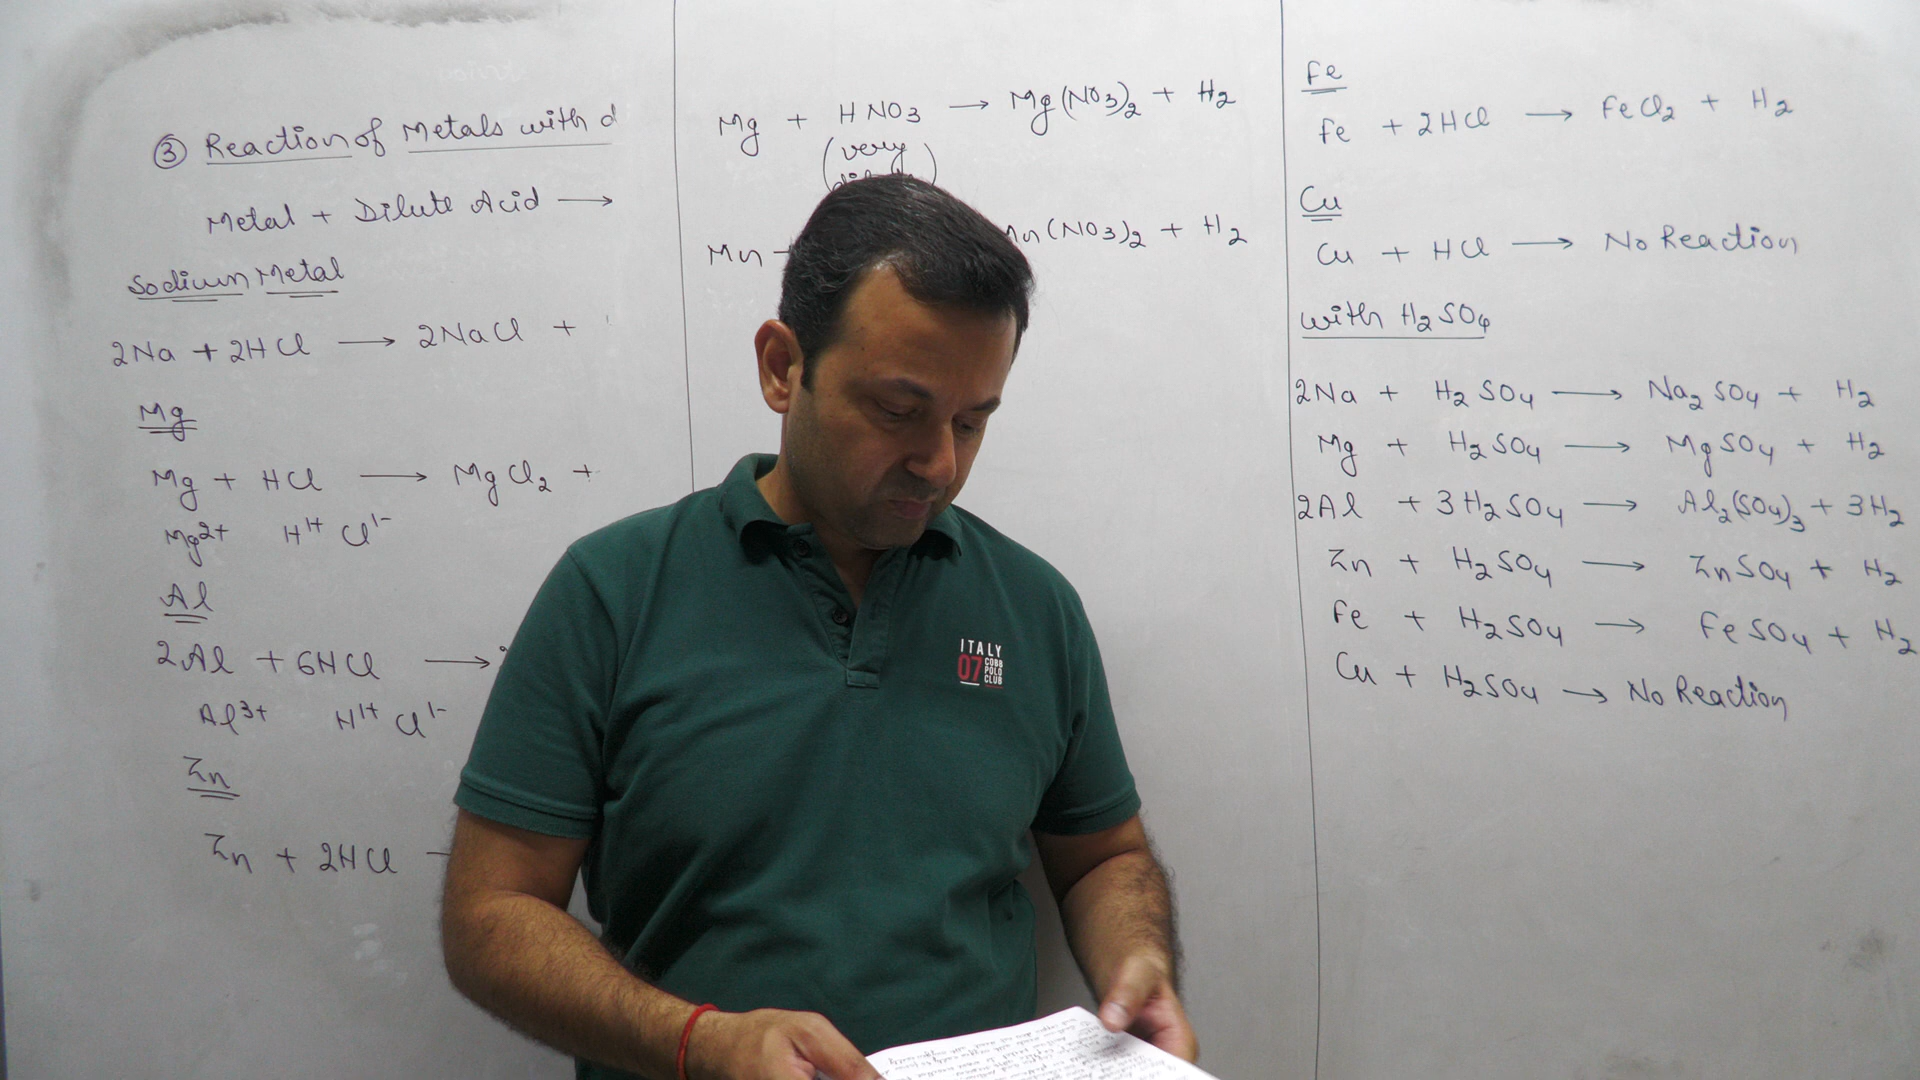 ③ Reaction of Metals with d
Metal + Dilute Acid →
Sodium Metal
2Na + 2HCl → 2NaCl +
Mg
Mg + HCl → MgCl₂ +
Mg²⁺ H¹⁺ Cl¹⁻
Al
2Al + 6HCl →
Al³⁺ H¹⁺ Cl¹⁻
Zn
Zn + 2HCl
Mg + HNO₃ → Mg(NO₃)₂ + H₂
(very
Mn Mn(NO₃)₂ + H₂
Fe
Fe + 2HCl → FeCl₂ + H₂
Cu
Cu + HCl → No Reaction
with H₂SO₄
2Na + H₂SO₄ → Na₂SO₄ + H₂
Mg + H₂SO₄ → MgSO₄ + H₂
2Al + 3H₂SO₄ → Al₂(SO₄)₃ + 3H₂
Zn + H₂SO₄ → ZnSO₄ + H₂
Fe + H₂SO₄ → FeSO₄ + H₂
Cu + H₂SO₄ → No Reaction
ITALY
07 COBB
POLO
CLUB